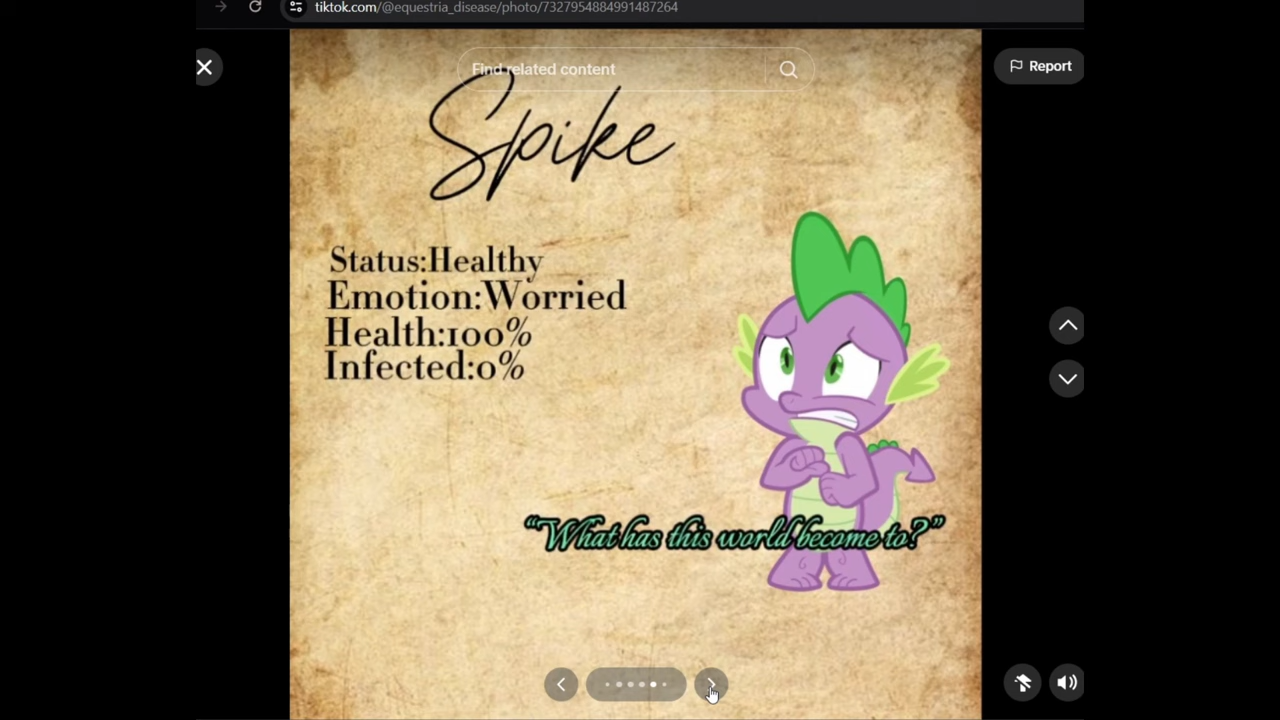 tiktok.com/@equestria_disease/photo/7327954884991487264
Find related content
Report
Spike
Status:Healthy
Emotion:Worried
Health:100%
Infected:0%
“What has this world become to?”